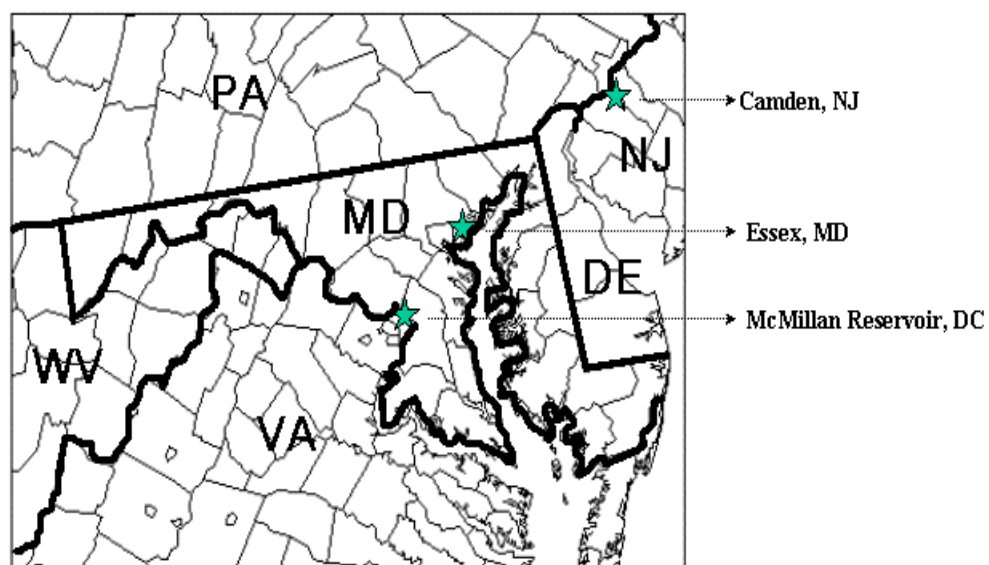 PA
Camden, NJ
NJ
MD
Essex, MD
DE
McMillan Reservoir, DC
WV
VA